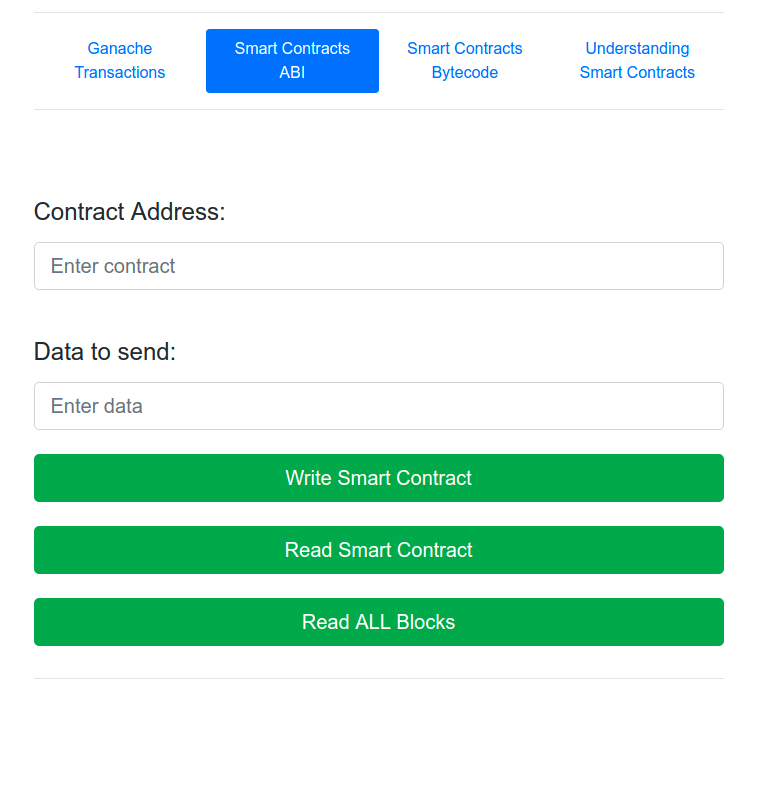 Ganache
Transactions
Smart Contracts
ABI
Smart Contracts
Bytecode
Understanding
Smart Contracts
Contract Address:
Enter contract
Data to send:
Enter data
Write Smart Contract
Read Smart Contract
Read ALL Blocks